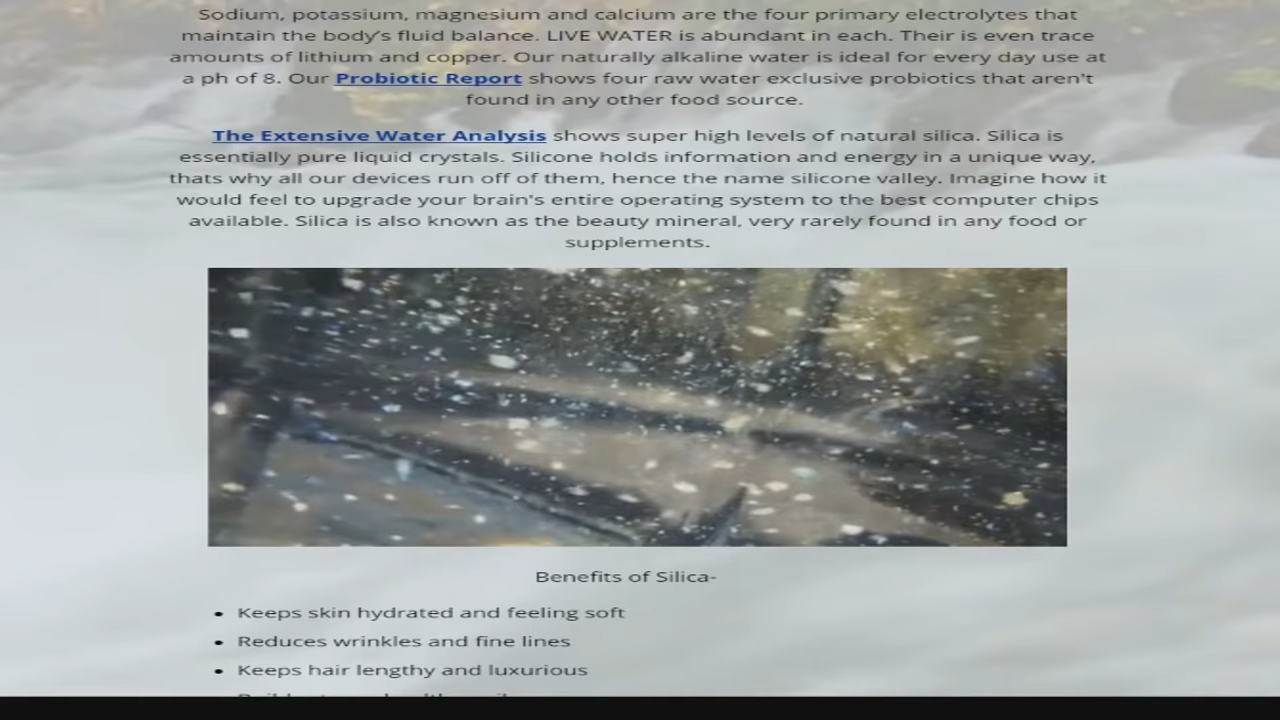 Sodium, potassium, magnesium and calcium are the four primary electrolytes that
maintain the body's fluid balance. LIVE WATER is abundant in each. Their is even trace
amounts of lithium and copper. Our naturally alkaline water is ideal for every day use at
a ph of 8. Our Probiotic Report shows four raw water exclusive probiotics that aren't
found in any other food source.
The Extensive Water Analysis shows super high levels of natural silica. Silica is
essentially pure liquid crystals. Silicone holds information and energy in a unique way,
thats why all our devices run off of them, hence the name silicone valley. Imagine how it
would feel to upgrade your brain's entire operating system to the best computer chips
available. Silica is also known as the beauty mineral, very rarely found in any food or
supplements.
Benefits of Silica-
• Keeps skin hydrated and feeling soft
• Reduces wrinkles and fine lines
• Keeps hair lengthy and luxurious